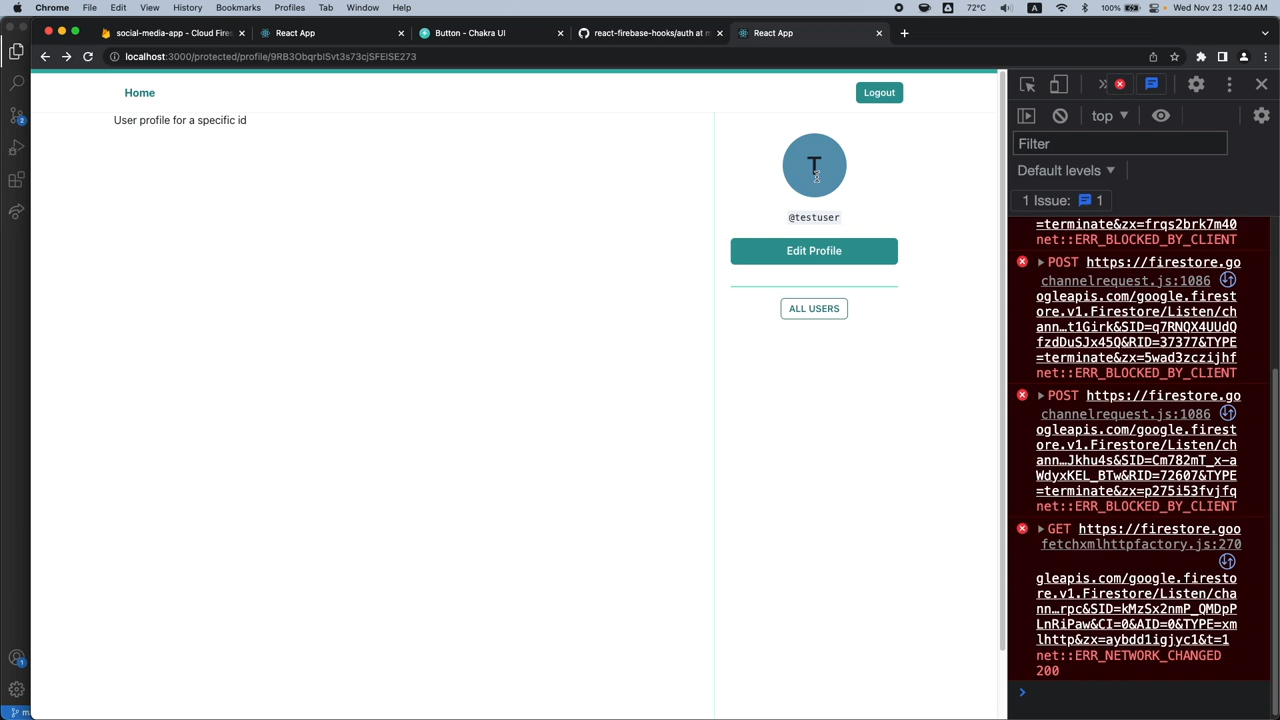 Chrome File Edit View History Bookmarks Profiles Tab Window Help 72°C A 100% Wed Nov 23 12:40 AM
social-media-app - Cloud Fires
React App
Button - Chakra UI
react-firebase-hooks/auth at m
React App
localhost:3000/protected/profile/9RB3ObqrbISvt3s73cjSFEISE273
Home
Logout
User profile for a specific id
T
@testuser
Edit Profile
ALL USERS
top
Filter
Default levels
1 Issue: 1
=terminate&zx=frqs2brk7m40
net::ERR_BLOCKED_BY_CLIENT
POST https://firestore.go
channelrequest.js:1086
ogleapis.com/google.firest
ore.v1.Firestore/Listen/ch
ann…t1Girk&SID=q7RNQX4UUdQ
fzdDuSJx45Q&RID=37377&TYPE
=terminate&zx=5wad3zczijhf
net::ERR_BLOCKED_BY_CLIENT
POST https://firestore.go
channelrequest.js:1086
ogleapis.com/google.firest
ore.v1.Firestore/Listen/ch
ann…Jkhu4s&SID=Cm782mT_x-a
WdyxKEL_BTw&RID=72607&TYPE
=terminate&zx=p275i53fvjfq
net::ERR_BLOCKED_BY_CLIENT
GET https://firestore.goo
fetchxmlhttpfactory.js:270
gleapis.com/google.firesto
re.v1.Firestore/Listen/cha
nn…rpc&SID=kMzSx2nmP_QMDpP
LnRiPaw&CI=0&AID=0&TYPE=xm
lhttp&zx=aybdd1igjyc1&t=1
net::ERR_NETWORK_CHANGED
200